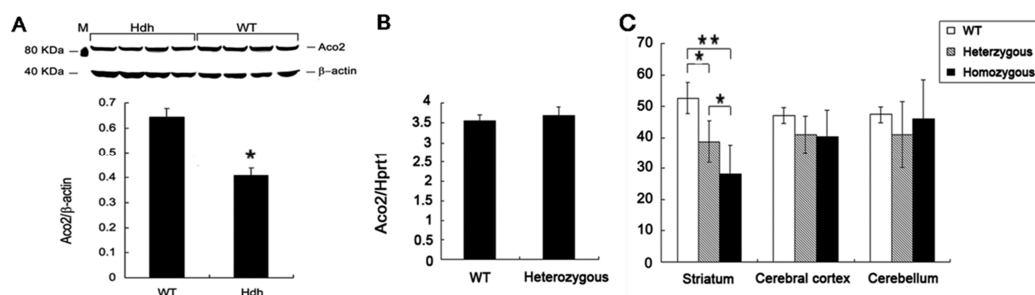 A
M
Hdh
WT
80 KDa
Aco2
40 KDa
β-actin
Aco2/β-actin
0.7
0.6
0.5
0.4
0.3
0.2
0.1
0
*
WT
Hdh
B
Aco2/Hprt1
4
3.5
3
2.5
2
1.5
1
0.5
0
WT
Heterozygous
C
WT
Heterzygous
Homozygous
70
60
50
40
30
20
10
0
**
*
*
Striatum
Cerebral cortex
Cerebellum